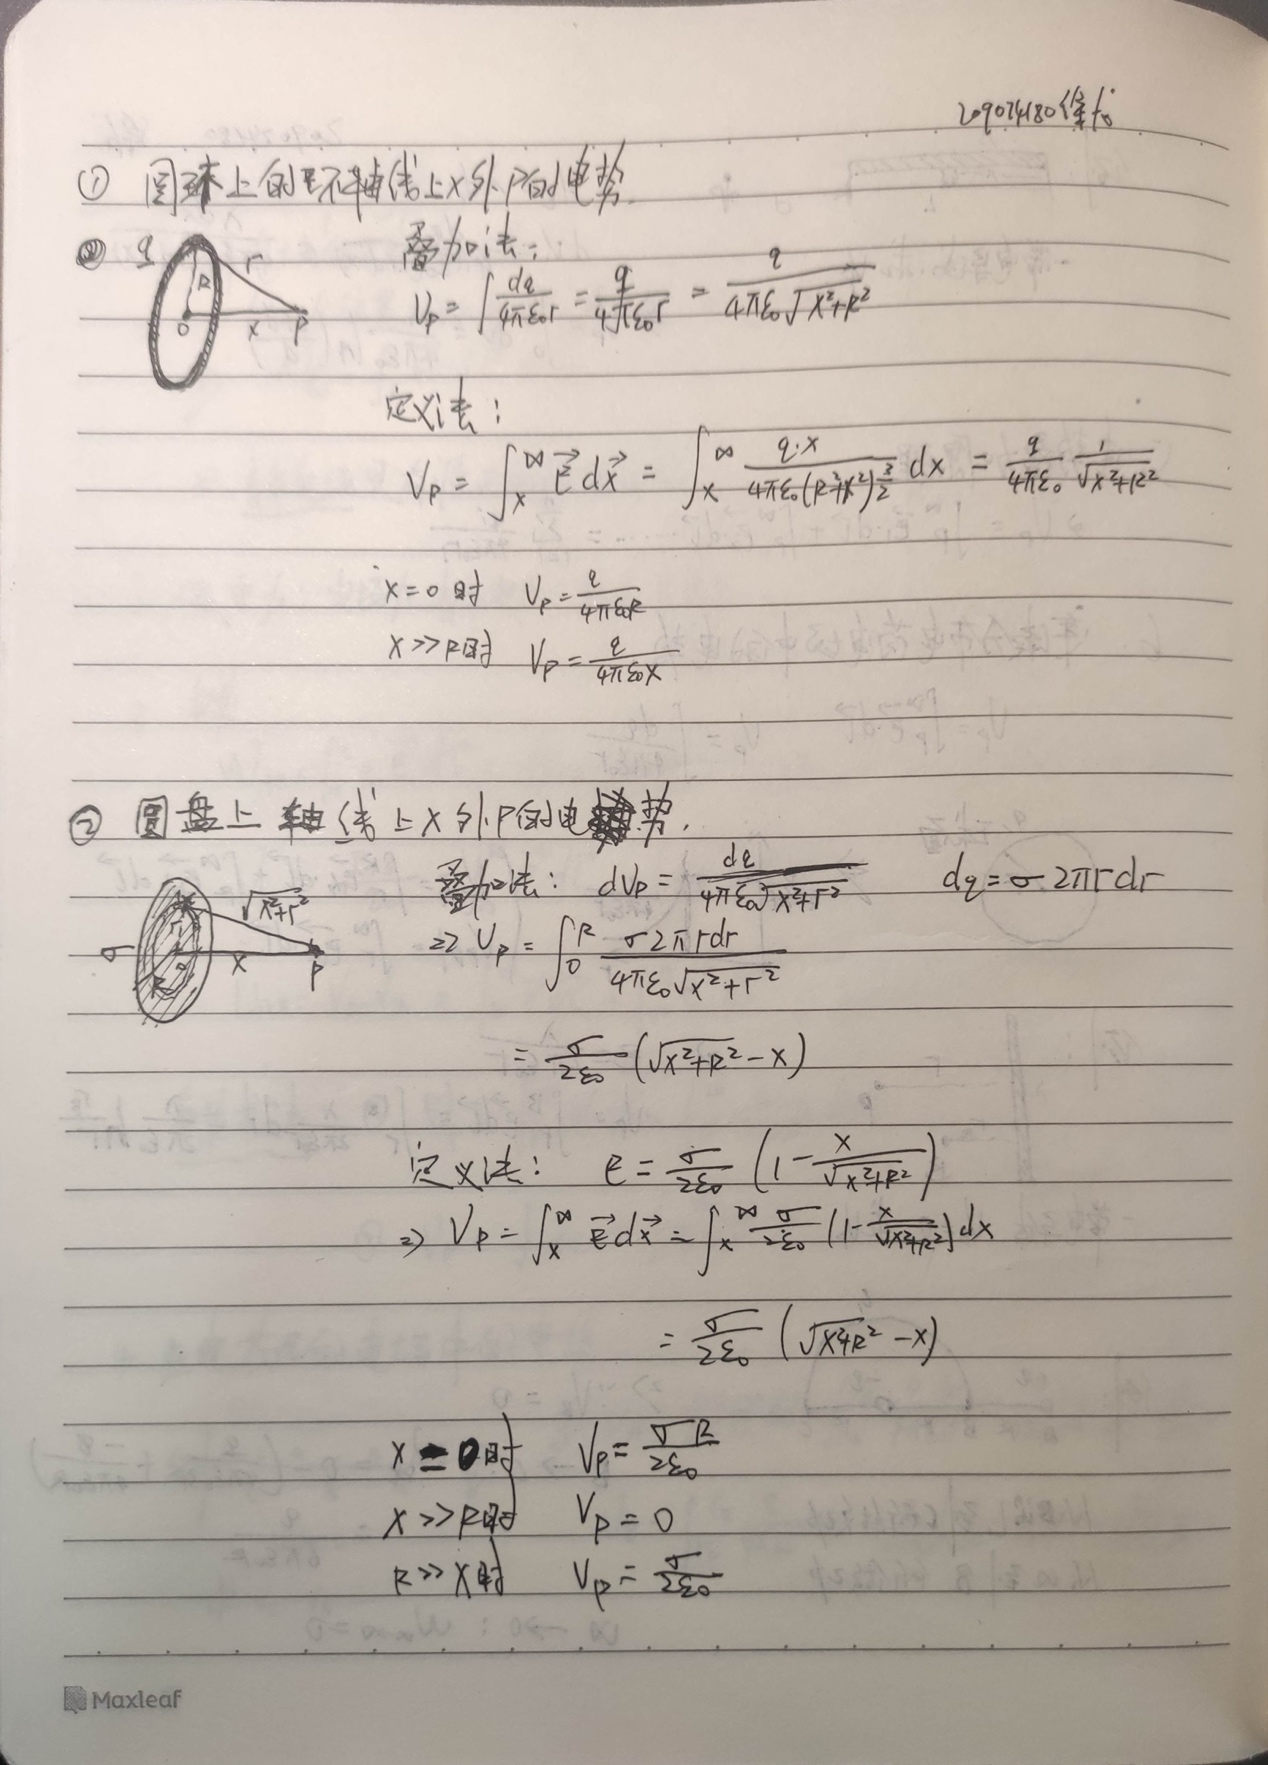 209074180徐
① 圆环上的环轴线上x处P的电势.
② q r R O x P
叠加法:
Vp = ∫ dq/4πε₀r = q/4πε₀r = q/4πε₀√(x²+R²)
定义法:
Vp = ∫ₓ^∞ E⃗ dx⃗ = ∫ₓ^∞ q·x/4πε₀(R²+x²)^(3/2) dx = q/4πε₀ 1/√(x²+R²)
x=0时 Vp = q/4πε₀R
x>>R时 Vp = q/4πε₀x
② 圆盘上轴线上x处P的电势.
叠加法: dVp = dq/4πε₀√(x²+r²) dq = σ2πrdr
σ R r O √(x²+r²) x P
⇒ Vp = ∫₀^R σ2πrdr/4πε₀√(x²+r²)
= σ/2ε₀ (√(x²+R²) - x)
定义法: E = σ/2ε₀ (1 - x/√(x²+R²))
⇒ Vp = ∫ₓ^∞ E⃗ dx⃗ = ∫ₓ^∞ σ/2ε₀ (1 - x/√(x²+R²)) dx
= σ/2ε₀ (√(x²+R²) - x)
x = 0时 Vp = σR/2ε₀
x>>R时 Vp = 0
R>>x时 Vp = σ/2ε₀
Maxleaf